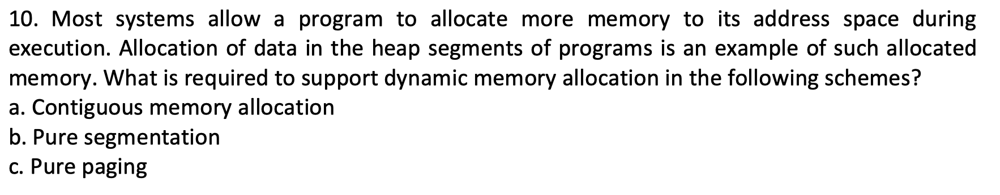 10. Most systems allow a program to allocate more memory to its address space during
execution. Allocation of data in the heap segments of programs is an example of such allocated
memory. What is required to support dynamic memory allocation in the following schemes?
a. Contiguous memory allocation
b. Pure segmentation
c. Pure paging